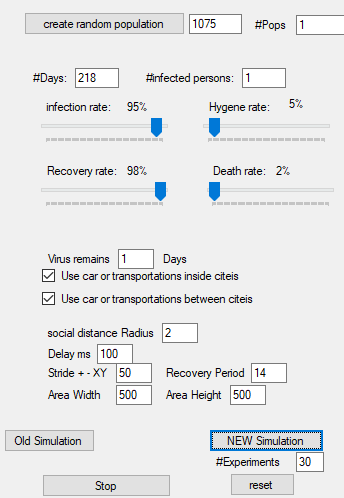 create random population 1075 #Pops 1
#Days: 218 #Infected persons: 1
infection rate: 95% Hygene rate: 5%
Recovery rate: 98% Death rate: 2%
Virus remains 1 Days
Use car or transportations inside citeis
Use car or transportations between citeis
social distance Radius 2
Delay ms 100
Stride + - XY 50 Recovery Period 14
Area Width 500 Area Height 500
Old Simulation NEW Simulation
#Experiments 30
Stop reset